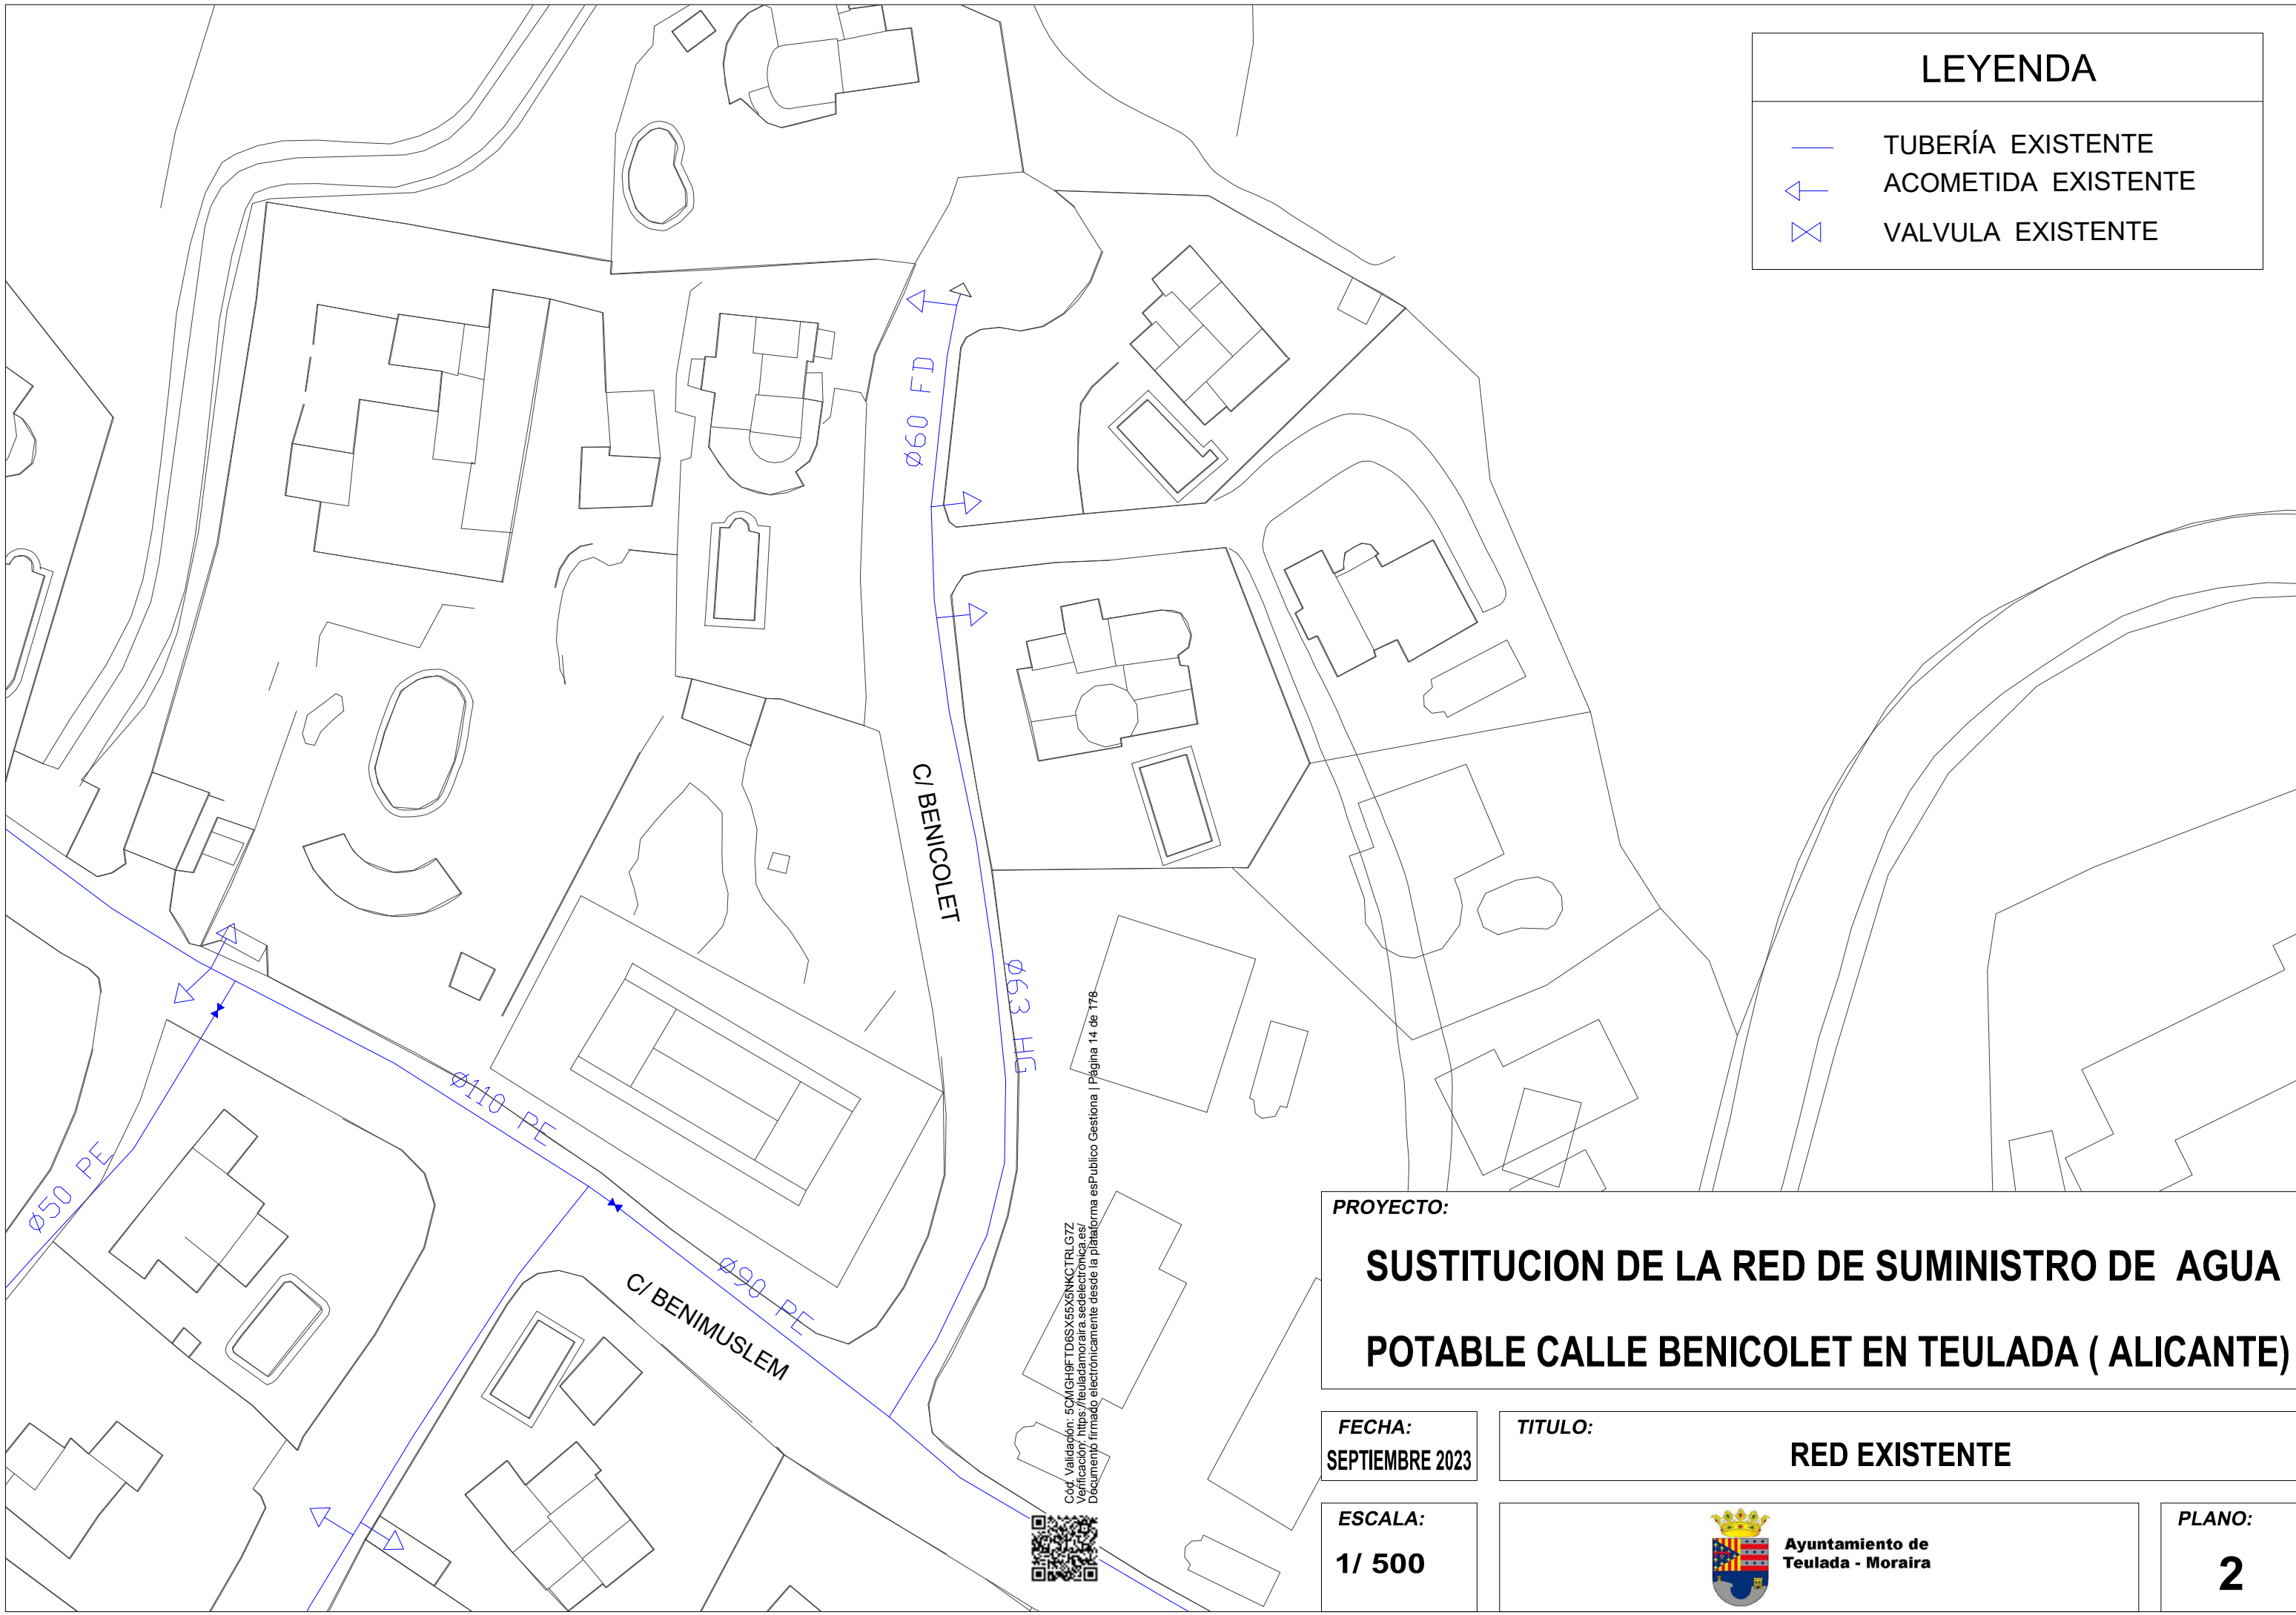 LEYENDA
TUBERÍA EXISTENTE
ACOMETIDA EXISTENTE
VALVULA EXISTENTE
Ø60 FD
C/ BENICOLET
Ø63 HG
Ø110 PE
Ø50 PE
Ø90 PE
C/ BENIMUSLEM
Cód. Validación: 5CMGH9FTD6SX55X5NKCTRLG7Z
Verificación: https://teuladamoraira.sedelectronica.es/
Documento firmado electrónicamente desde la plataforma esPublico Gestiona | Página 14 de 178
PROYECTO:
SUSTITUCION DE LA RED DE SUMINISTRO DE AGUA
POTABLE CALLE BENICOLET EN TEULADA ( ALICANTE)
FECHA:
SEPTIEMBRE 2023
TITULO:
RED EXISTENTE
ESCALA:
1/ 500
Ayuntamiento de
Teulada - Moraira
PLANO:
2